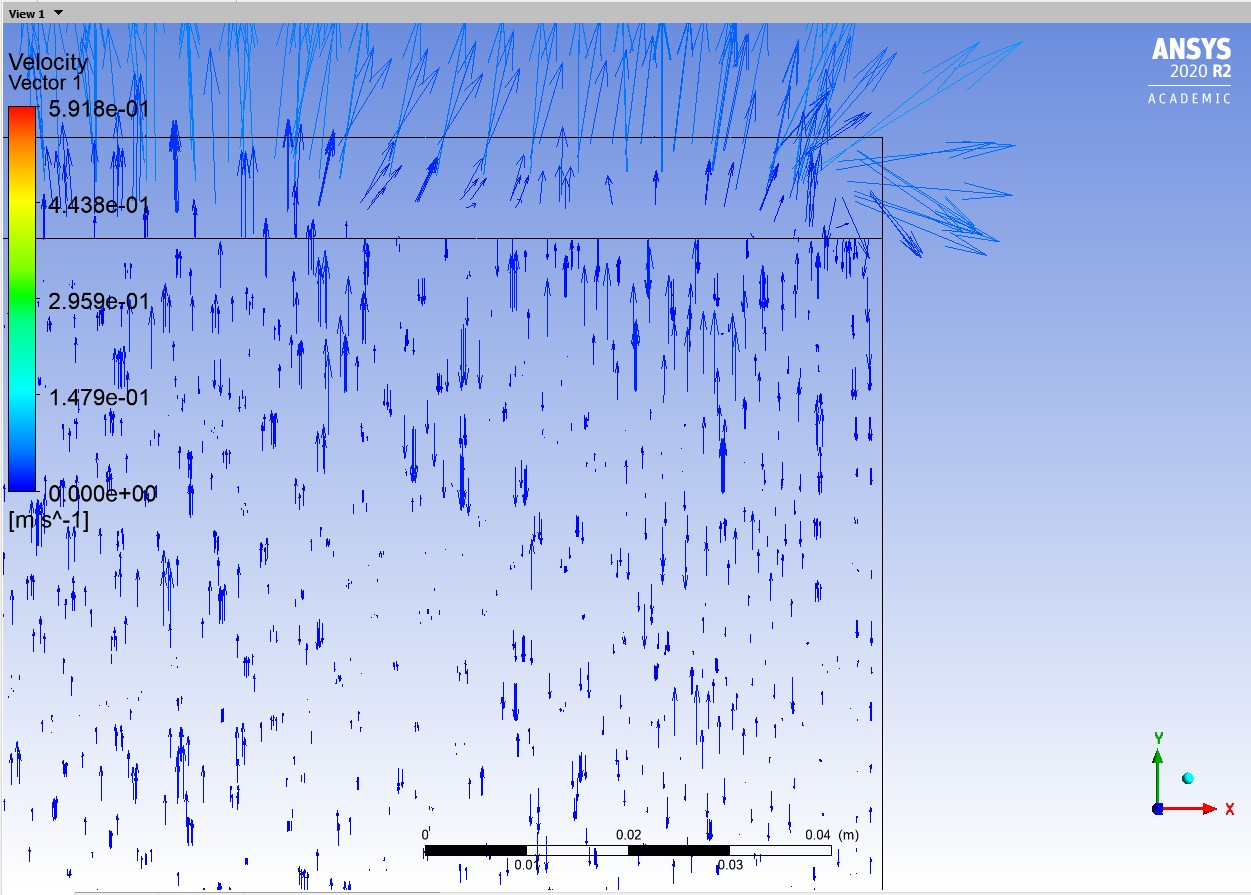 View 1
ANSYS
2020 R2
ACADEMIC
Velocity
Vector 1
5.918e-01
4.438e-01
2.959e-01
1.479e-01
0.000e+00
[m s^-1]
Y
X
0 0.02 0.04 (m)
0.01 0.03